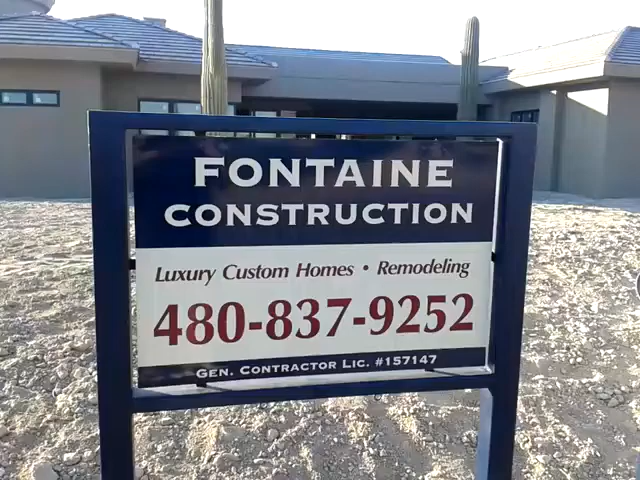 FONTAINE
CONSTRUCTION
Luxury Custom Homes • Remodeling
480-837-9252
GEN. CONTRACTOR LIC. #157147